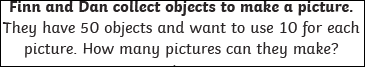 Finn and Dan collect objects to make a picture.
They have 50 objects and want to use 10 for each
picture. How many pictures can they make?